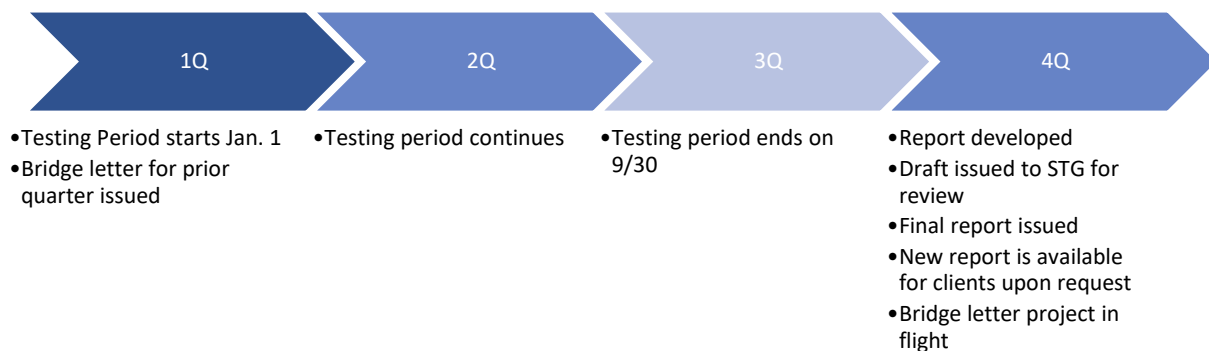 1Q
2Q
3Q
4Q
•Testing Period starts Jan. 1
•Bridge letter for prior
quarter issued
•Testing period continues
•Testing period ends on
9/30
•Report developed
•Draft issued to STG for
review
•Final report issued
•New report is available
for clients upon request
•Bridge letter project in
flight